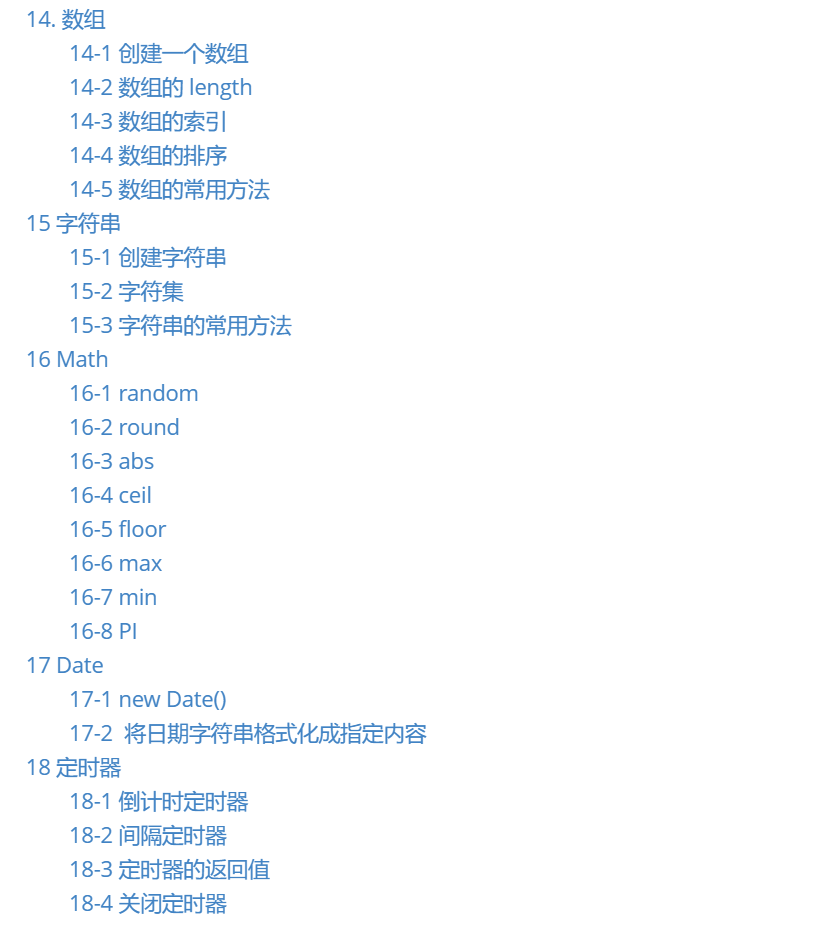 14. 数组
14-1 创建一个数组
14-2 数组的 length
14-3 数组的索引
14-4 数组的排序
14-5 数组的常用方法
15 字符串
15-1 创建字符串
15-2 字符集
15-3 字符串的常用方法
16 Math
16-1 random
16-2 round
16-3 abs
16-4 ceil
16-5 floor
16-6 max
16-7 min
16-8 PI
17 Date
17-1 new Date()
17-2 将日期字符串格式化成指定内容
18 定时器
18-1 倒计时定时器
18-2 间隔定时器
18-3 定时器的返回值
18-4 关闭定时器